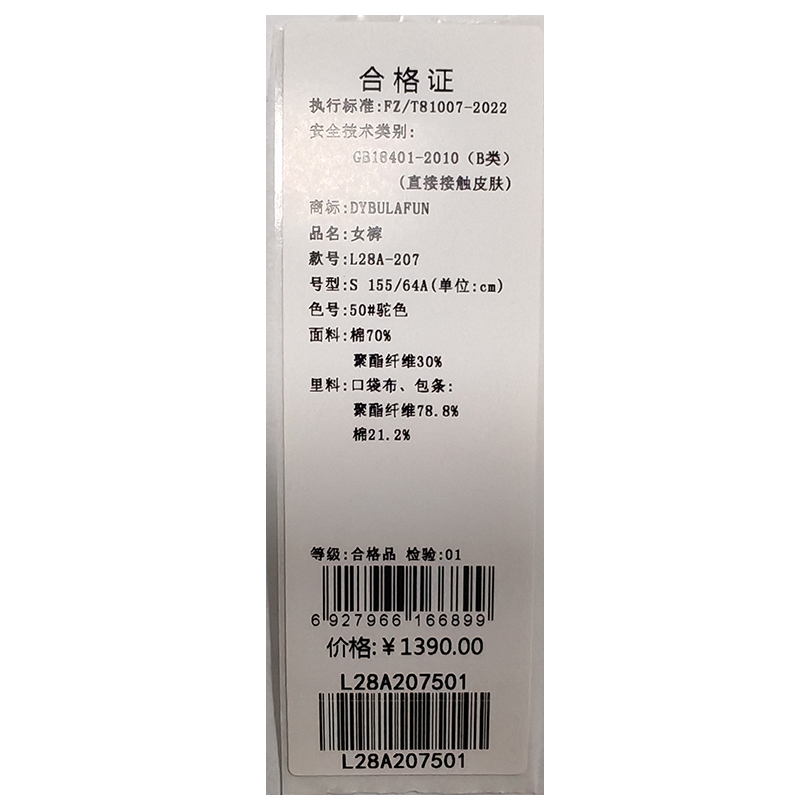 合格证
执行标准:FZ/T81007-2022
安全技术类别:
GB18401-2010（B类）
(直接接触皮肤)
商标:DYBULAFUN
品名:女裤
款号:L28A-207
号型:S 155/64A(单位:cm)
色号:50#驼色
面料:棉70%
聚酯纤维30%
里料:口袋布、包条:
聚酯纤维78.8%
棉21.2%
等级:合格品 检验:01
6 927966 166899
价格:¥1390.00
L28A207501
L28A207501